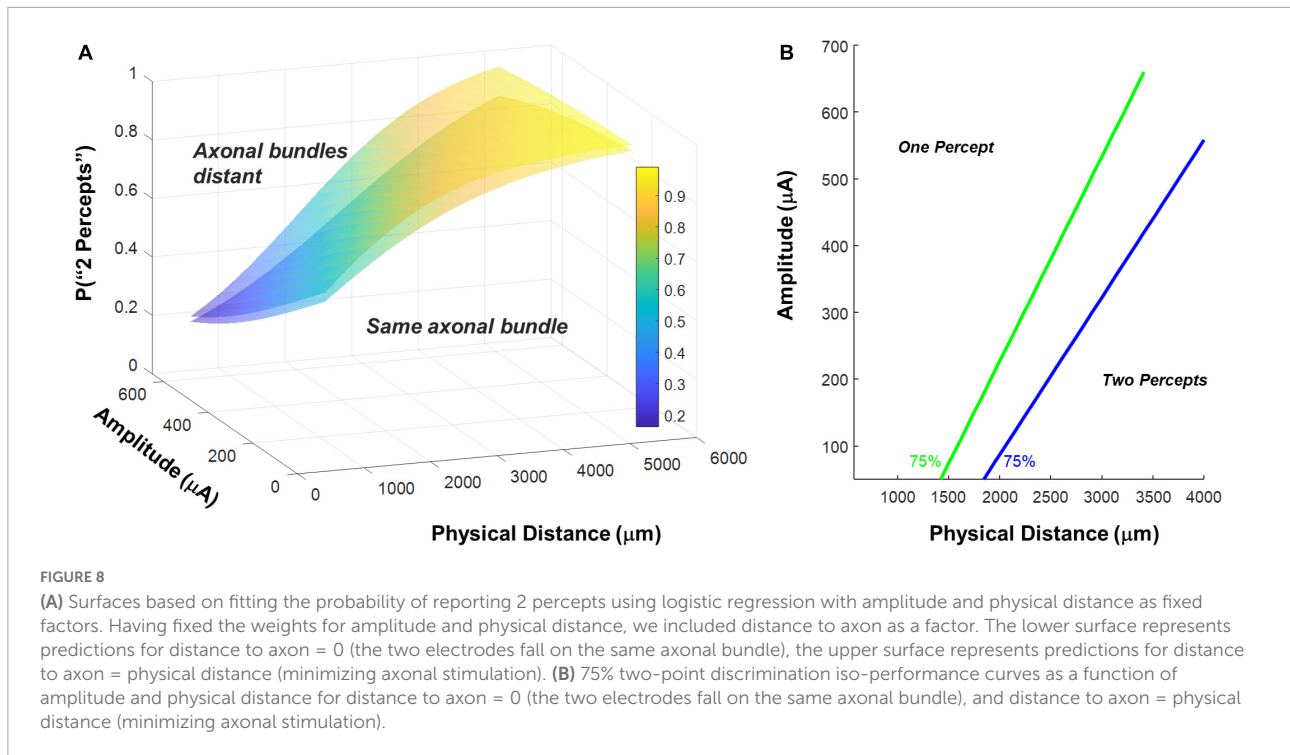 A
1
0.8
0.6
0.4
0.2
0
P(“2 Percepts”)
Axonal bundles
distant
Same axonal bundle
0.9
0.8
0.7
0.6
0.5
0.4
0.3
0.2
600
400
200
0
Amplitude (μA)
0
1000
2000
3000
4000
5000
6000
Physical Distance (μm)
B
700
600
500
400
300
200
100
Amplitude (μA)
One Percept
Two Percepts
75%
75%
1000 1500 2000 2500 3000 3500 4000
Physical Distance (μm)
FIGURE 8
(A) Surfaces based on fitting the probability of reporting 2 percepts using logistic regression with amplitude and physical distance as fixed
factors. Having fixed the weights for amplitude and physical distance, we included distance to axon as a factor. The lower surface represents
predictions for distance to axon = 0 (the two electrodes fall on the same axonal bundle), the upper surface represents predictions for distance
to axon = physical distance (minimizing axonal stimulation). (B) 75% two-point discrimination iso-performance curves as a function of
amplitude and physical distance for distance to axon = 0 (the two electrodes fall on the same axonal bundle), and distance to axon = physical
distance (minimizing axonal stimulation).